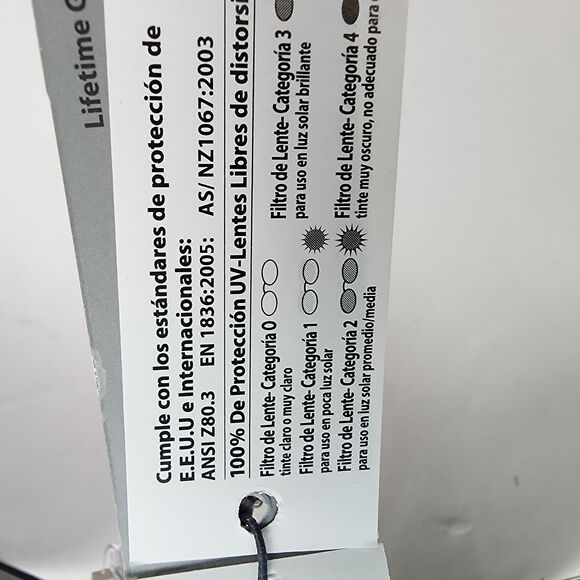 Lifetime
Cumple con los estándares de protección de
E.E.U.U e Internacionales:
ANSI Z80.3 EN 1836:2005: AS/ NZ1067:2003
100% De Protección UV-Lentes Libres de
Filtro de Lente- Categoría 0
tinte claro o muy claro
Filtro de Lente- Categoría 1
para uso en poca luz solar
Filtro de Lente- Categoría 2
para uso en luz solar promedio/media
Filtro de Lente- Categoría 3
para uso en luz solar brillante
Filtro de Lente- Categoría 4
tinte muy oscuro, no adecuado para